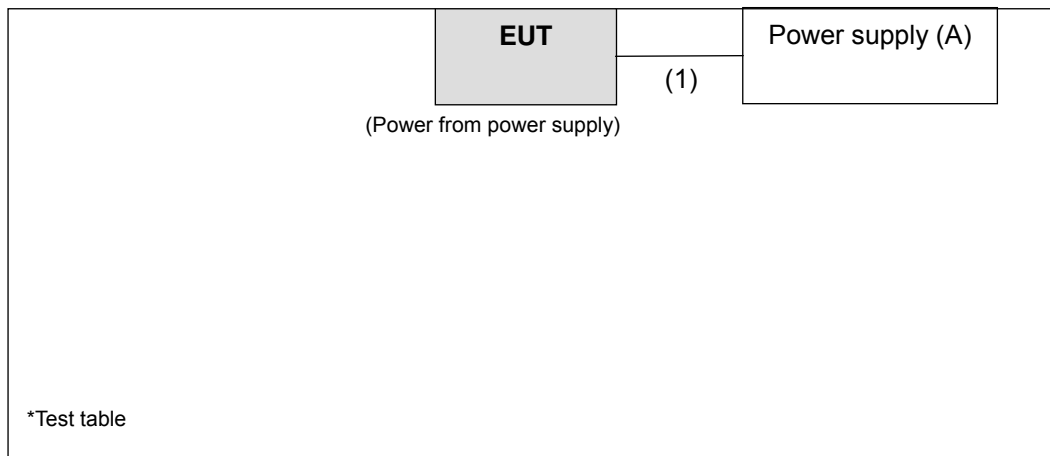 EUT
Power supply (A)
(1)
(Power from power supply)
*Test table